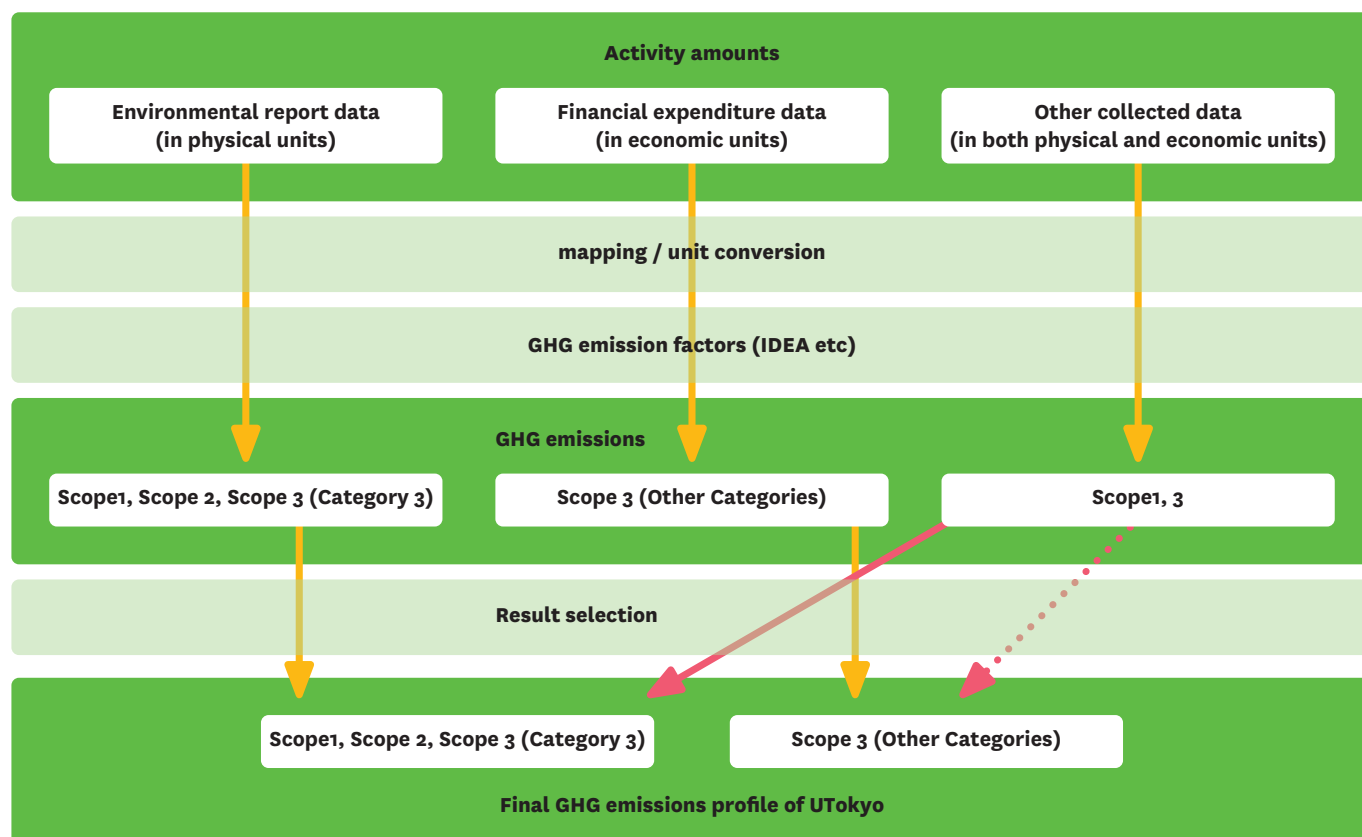 Activity amounts
Environmental report data
(in physical units)
Financial expenditure data
(in economic units)
Other collected data
(in both physical and economic units)
mapping / unit conversion
GHG emission factors (IDEA etc)
GHG emissions
Scope1, Scope 2, Scope 3 (Category 3)
Scope 3 (Other Categories)
Scope1, 3
Result selection
Scope1, Scope 2, Scope 3 (Category 3)
Scope 3 (Other Categories)
Final GHG emissions profile of UTokyo